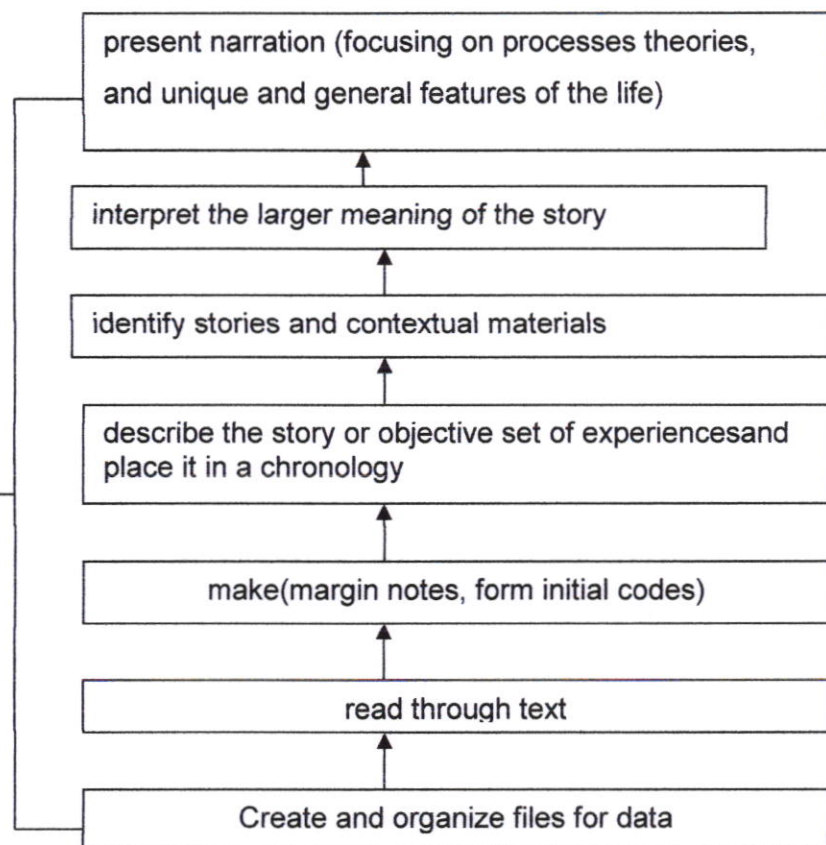 present narration (focusing on processes theories,
and unique and general features of the life)
interpret the larger meaning of the story
identify stories and contextual materials
describe the story or objective set of experiencesand
place it in a chronology
make(margin notes, form initial codes)
read through text
Create and organize files for data